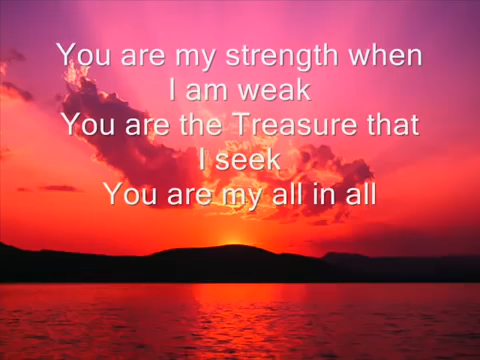 You are my strength when
I am weak
You are the Treasure that
I seek
You are my all in all